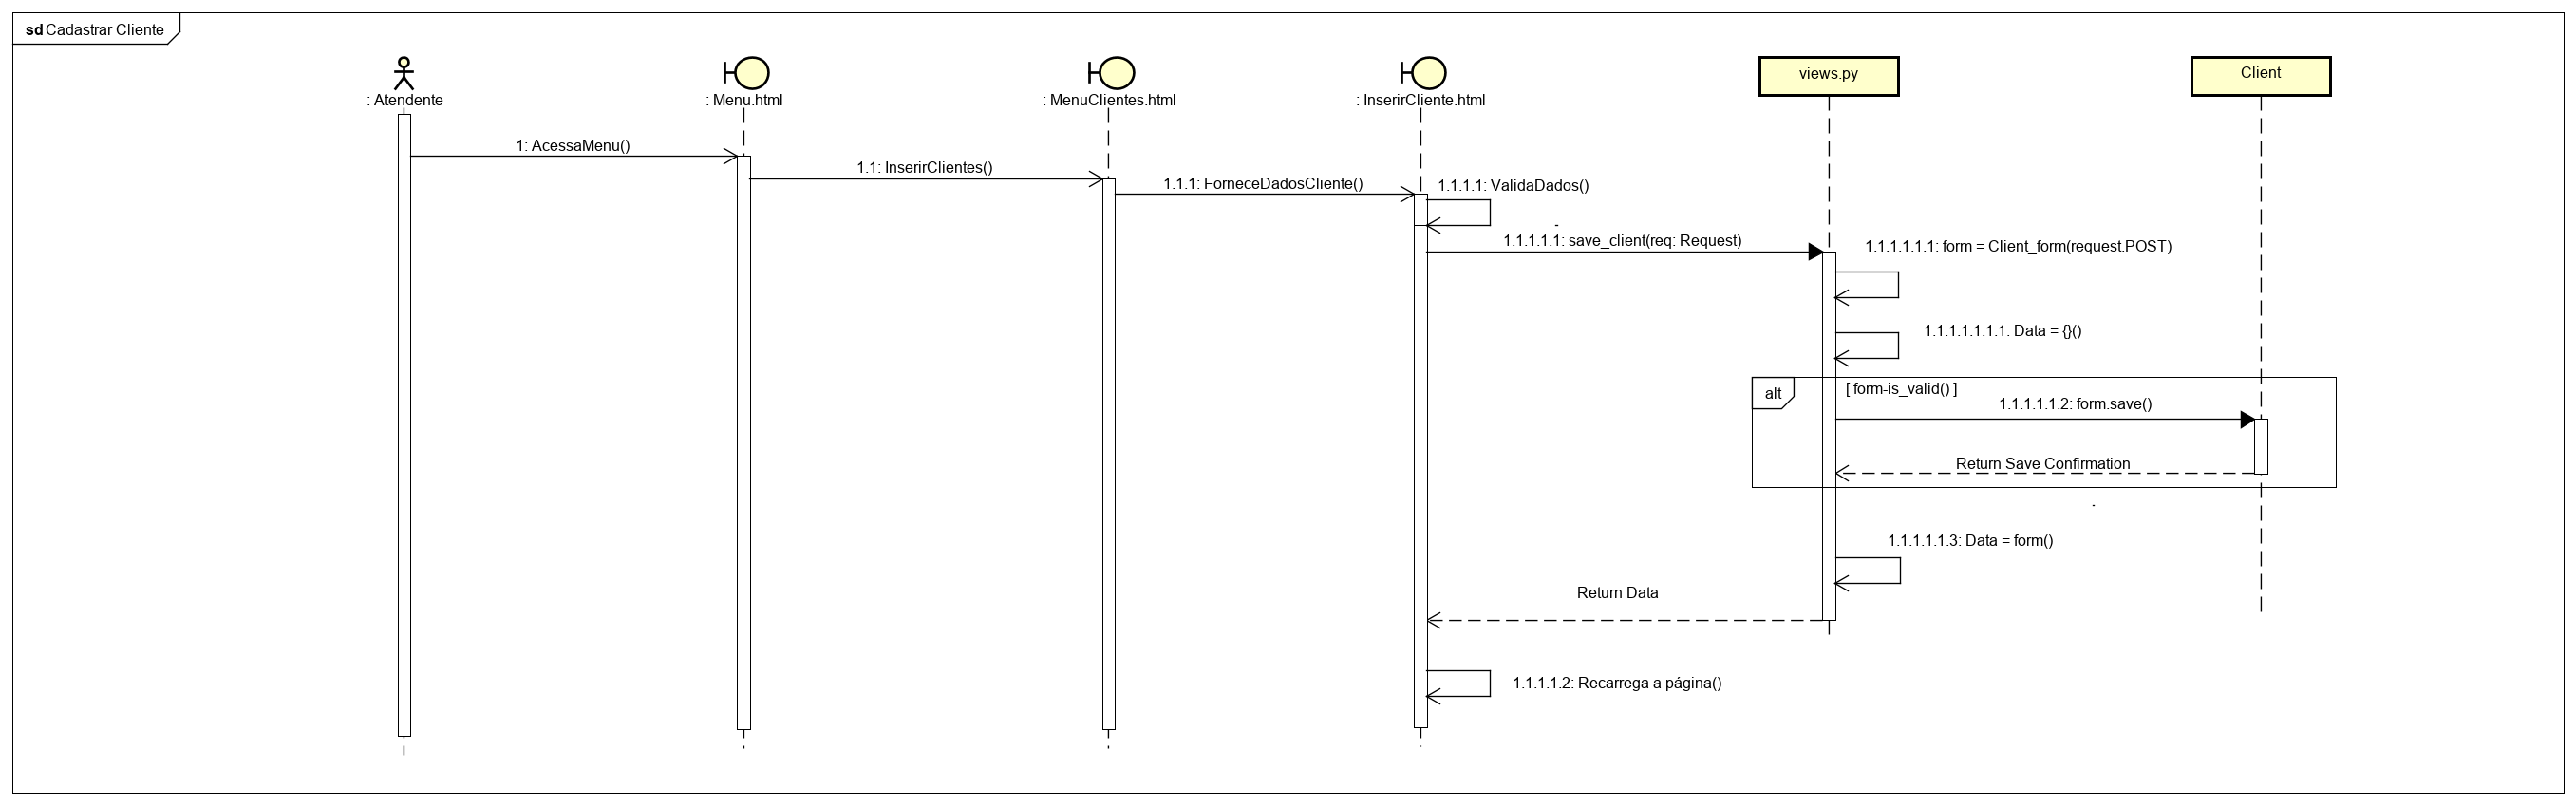 sd Cadastrar Cliente
: Atendente
: Menu.html
: MenuClientes.html
: InserirCliente.html
views.py
Client
1: AcessaMenu()
1.1: InserirClientes()
1.1.1: ForneceDadosCliente()
1.1.1.1: ValidaDados()
1.1.1.1.1: save_client(req: Request)
1.1.1.1.1.1: form = Client_form(request.POST)
1.1.1.1.1.1.1: Data = {}()
alt
[ form-is_valid() ]
1.1.1.1.1.2: form.save()
Return Save Confirmation
1.1.1.1.1.3: Data = form()
Return Data
1.1.1.1.2: Recarrega a página()